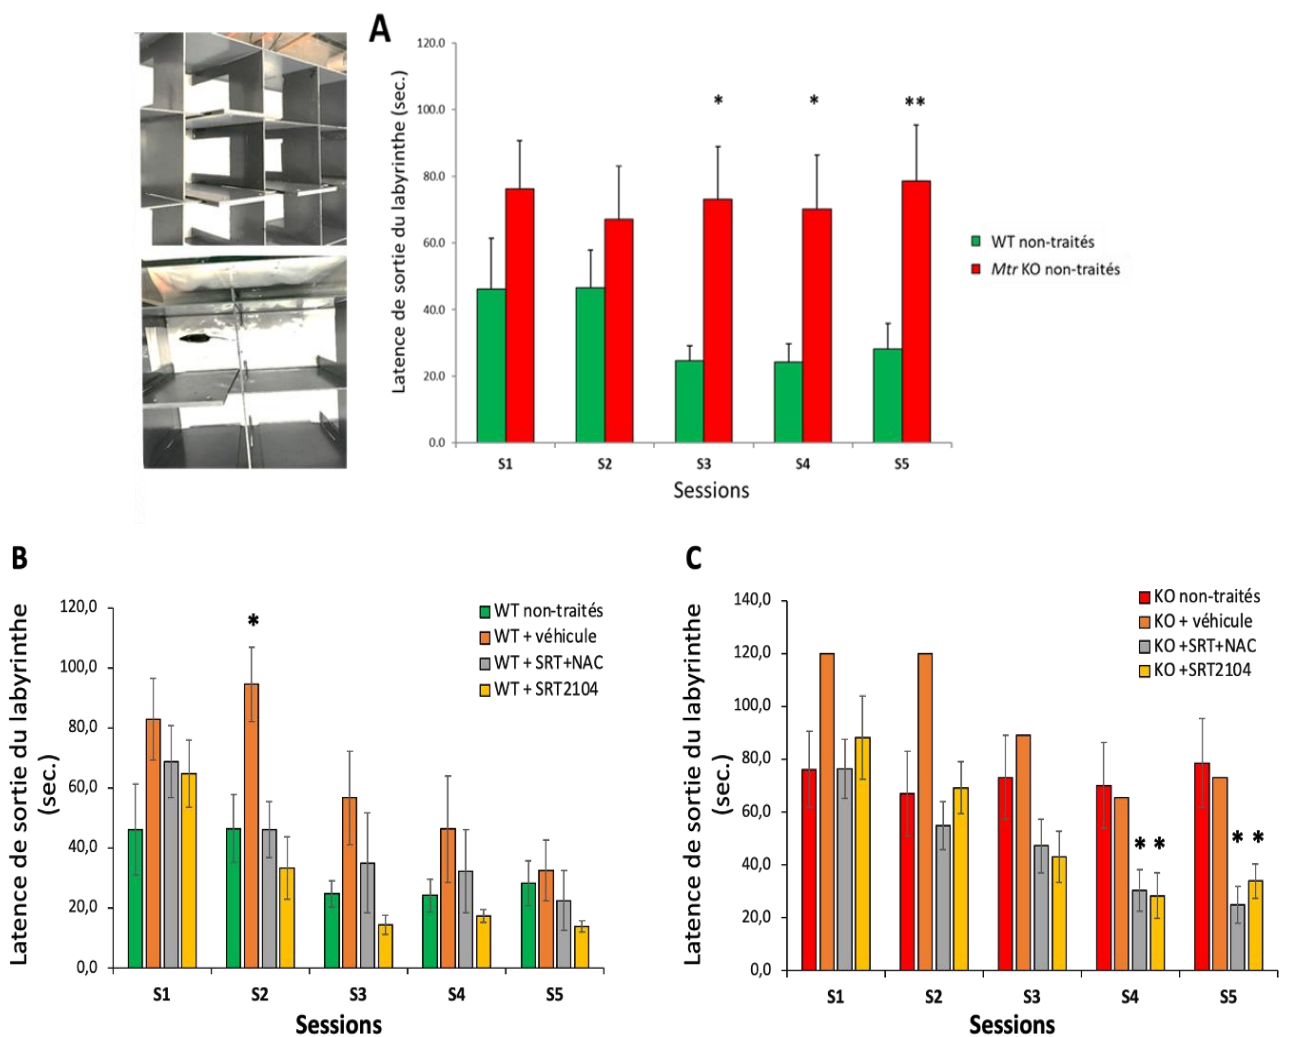 A
Latence de sortie du labyrinthe (sec.)
120.0
100.0
80.0
60.0
40.0
20.0
0.0
* * **
S1 S2 S3 S4 S5
Sessions
WT non-traités
Mtr KO non-traités
B
Latence de sortie du labyrinthe
(sec.)
120,0
100,0
80,0
60,0
40,0
20,0
0,0
*
WT non-traités
WT + véhicule
WT + SRT+NAC
WT + SRT2104
S1 S2 S3 S4 S5
Sessions
C
Latence de sortie du labyrinthe
(sec.)
140,0
120,0
100,0
80,0
60,0
40,0
20,0
0,0
KO non-traités
KO + véhicule
KO +SRT+NAC
KO +SRT2104
* * * *
S1 S2 S3 S4 S5
Sessions